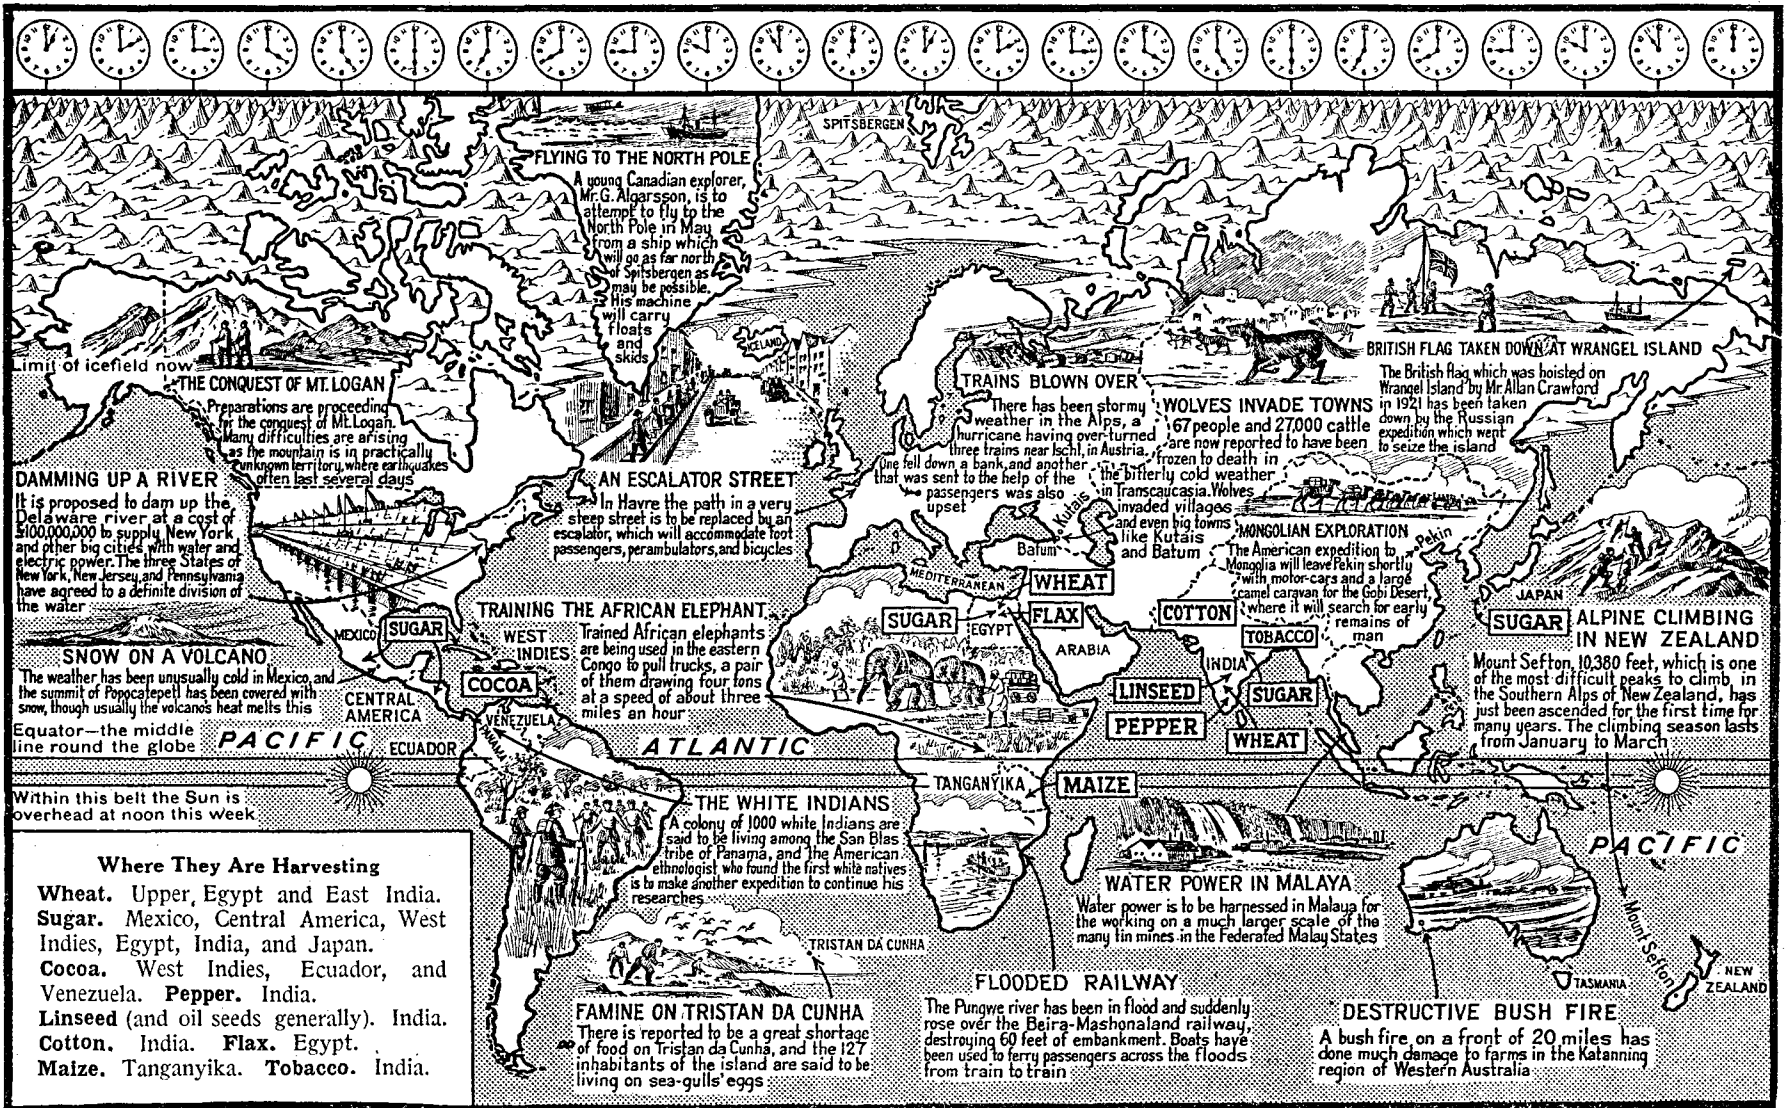 SPITSBERGEN
FLYING TO THE NORTH POLE
A young Canadian explorer,
Mr. G. Algarsson, is to
attempt to fly to the
North Pole in May
from a ship which
will go as far north
of Spitsbergen as
may be possible.
His machine
will carry
floats
and
skids
ICELAND
Limit of icefield now
THE CONQUEST OF MT. LOGAN
Preparations are proceeding
for the conquest of Mt. Logan.
Many difficulties are arising
as the mountain is in practically
unknown territory, where earthquakes
often last several days
DAMMING UP A RIVER
It is proposed to dam up the
Delaware river at a cost of
£100,000,000 to supply New York
and other big cities with water and
electric power. The three States of
New York, New Jersey, and Pennsylvania
have agreed to a definite division of
the water
AN ESCALATOR STREET
In Havre the path in a very
steep street is to be replaced by an
escalator, which will accommodate foot
passengers, perambulators, and bicycles
TRAINS BLOWN OVER
There has been stormy
weather in the Alps, a
hurricane having over-turned
three trains near Ischl, in Austria.
One fell down a bank, and another
that was sent to the help of the
passengers was also
upset
WOLVES INVADE TOWNS
67 people and 27,000 cattle
are now reported to have been
frozen to death in
the bitterly cold weather
in Transcaucasia. Wolves
invaded villages
and even big towns
like Kutais
and Batum
Kutais
Batum
BRITISH FLAG TAKEN DOWN AT WRANGEL ISLAND
The British flag which was hoisted on
Wrangel Island by Mr. Allan Crawford
in 1921 has been taken
down by the Russian
expedition which went
to seize the island
MONGOLIAN EXPLORATION
The American expedition to
Mongolia will leave Pekin shortly
with motor-cars and a large
camel caravan for the Gobi Desert,
where it will search for early
remains of
man
Pekin
JAPAN
SUGAR
ALPINE CLIMBING
IN NEW ZEALAND
Mount Sefton, 10,380 feet, which is one
of the most difficult peaks to climb in
the Southern Alps of New Zealand, has
just been ascended for the first time for
many years. The climbing season lasts
from January to March
MEDITERRANEAN
WHEAT
SUGAR
FLAX
EGYPT
ARABIA
COTTON
TOBACCO
INDIA
LINSEED
SUGAR
PEPPER
WHEAT
MEXICO
SUGAR
WEST
INDIES
COCOA
CENTRAL
AMERICA
SNOW ON A VOLCANO
The weather has been unusually cold in Mexico, and
the summit of Popocatepetl has been covered with
snow, though usually the volcano's heat melts this
TRAINING THE AFRICAN ELEPHANT
Trained African elephants
are being used in the eastern
Congo to pull trucks, a pair
of them drawing four tons
at a speed of about three
miles an hour
Equator—the middle
line round the globe
PACIFIC
ECUADOR
VENEZUELA
PANAMA
ATLANTIC
TANGANYIKA
MAIZE
Within this belt the Sun is
overhead at noon this week
THE WHITE INDIANS
A colony of 1000 white Indians are
said to be living among the San Blas
tribe of Panama, and the American
ethnologist who found the first white natives
is to make another expedition to continue his
researches
WATER POWER IN MALAYA
Water power is to be harnessed in Malaya for
the working on a much larger scale of the
many tin mines in the Federated Malay States
PACIFIC
Mount Sefton
NEW
ZEALAND
TASMANIA
TRISTAN DA CUNHA
FAMINE ON TRISTAN DA CUNHA
There is reported to be a great shortage
of food on Tristan da Cunha, and the 127
inhabitants of the island are said to be
living on sea-gulls' eggs
FLOODED RAILWAY
The Pungwe river has been in flood and suddenly
rose over the Beira-Mashonaland railway,
destroying 60 feet of embankment. Boats have
been used to ferry passengers across the floods
from train to train
DESTRUCTIVE BUSH FIRE
A bush fire on a front of 20 miles has
done much damage to farms in the Katanning
region of Western Australia
Where They Are Harvesting
Wheat. Upper Egypt and East India.
Sugar. Mexico, Central America, West
Indies, Egypt, India, and Japan.
Cocoa. West Indies, Ecuador, and
Venezuela. Pepper. India.
Linseed (and oil seeds generally). India.
Cotton. India. Flax. Egypt.
Maize. Tanganyika. Tobacco. India.